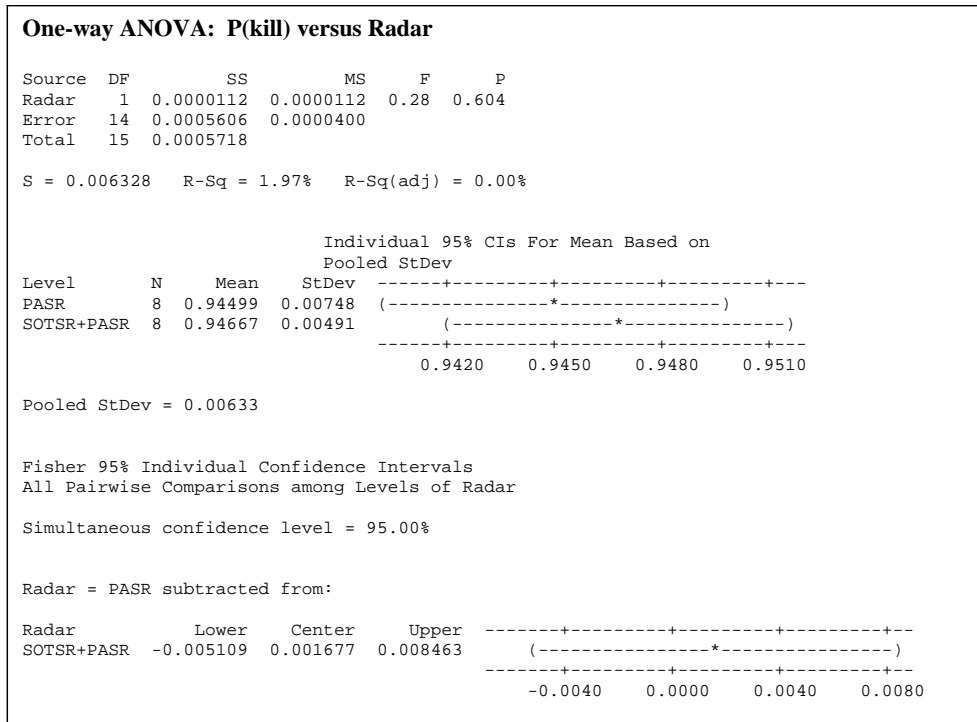 One-way ANOVA: P(kill) versus Radar
Source  DF         SS         MS     F      P
Radar    1  0.0000112  0.0000112  0.28  0.604
Error   14  0.0005606  0.0000400
Total   15  0.0005718
S = 0.006328   R-Sq = 1.97%   R-Sq(adj) = 0.00%
Individual 95% CIs For Mean Based on
Pooled StDev
Level       N     Mean    StDev  ------+---------+---------+---------+---
PASR        8  0.94499  0.00748  (---------------*---------------)
SOTSR+PASR  8  0.94667  0.00491        (---------------*---------------)
------+---------+---------+---------+---
0.9420    0.9450    0.9480    0.9510
Pooled StDev = 0.00633
Fisher 95% Individual Confidence Intervals
All Pairwise Comparisons among Levels of Radar
Simultaneous confidence level = 95.00%
Radar = PASR subtracted from:
Radar           Lower    Center     Upper  -------+---------+---------+---------+--
SOTSR+PASR  -0.005109  0.001677  0.008463      (----------------*----------------)
-------+---------+---------+---------+--
-0.0040    0.0000    0.0040    0.0080